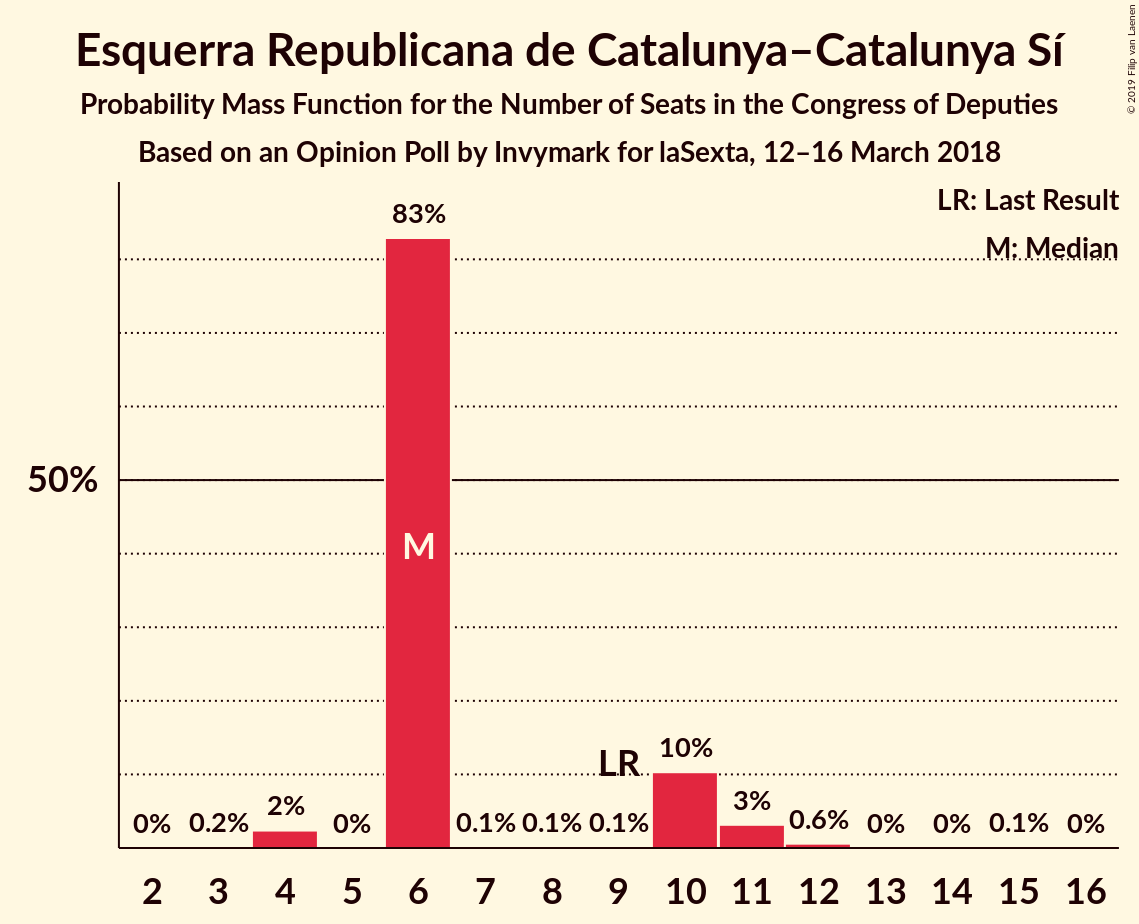 Esquerra Republicana de Catalunya–Catalunya Sí
Probability Mass Function for the Number of Seats in the Congress of Deputies
Based on an Opinion Poll by Invymark for laSexta, 12–16 March 2018
© 2019 Filip van Laenen
LR: Last Result
M: Median
50%
0% 0.2% 2% 0% 83% 0.1% 0.1% 0.1% 10% 3% 0.6% 0% 0% 0.1% 0%
M
LR
2 3 4 5 6 7 8 9 10 11 12 13 14 15 16